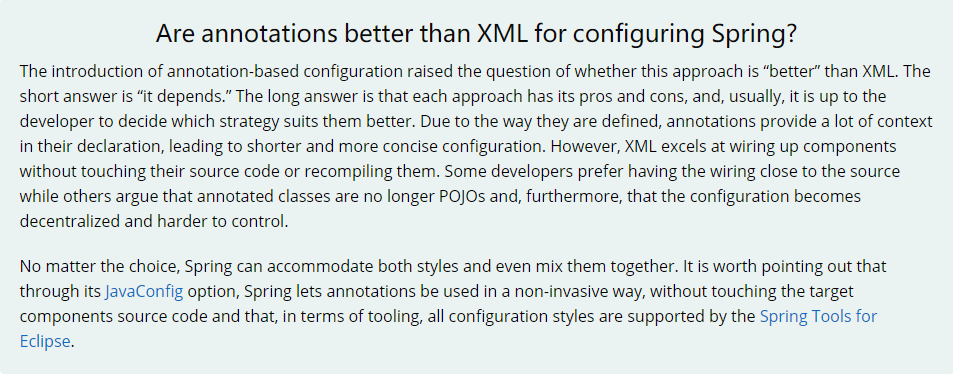 Are annotations better than XML for configuring Spring?
The introduction of annotation-based configuration raised the question of whether this approach is “better” than XML. The
short answer is “it depends.” The long answer is that each approach has its pros and cons, and, usually, it is up to the
developer to decide which strategy suits them better. Due to the way they are defined, annotations provide a lot of context
in their declaration, leading to shorter and more concise configuration. However, XML excels at wiring up components
without touching their source code or recompiling them. Some developers prefer having the wiring close to the source
while others argue that annotated classes are no longer POJOs and, furthermore, that the configuration becomes
decentralized and harder to control.
No matter the choice, Spring can accommodate both styles and even mix them together. It is worth pointing out that
through its JavaConfig option, Spring lets annotations be used in a non-invasive way, without touching the target
components source code and that, in terms of tooling, all configuration styles are supported by the Spring Tools for
Eclipse.